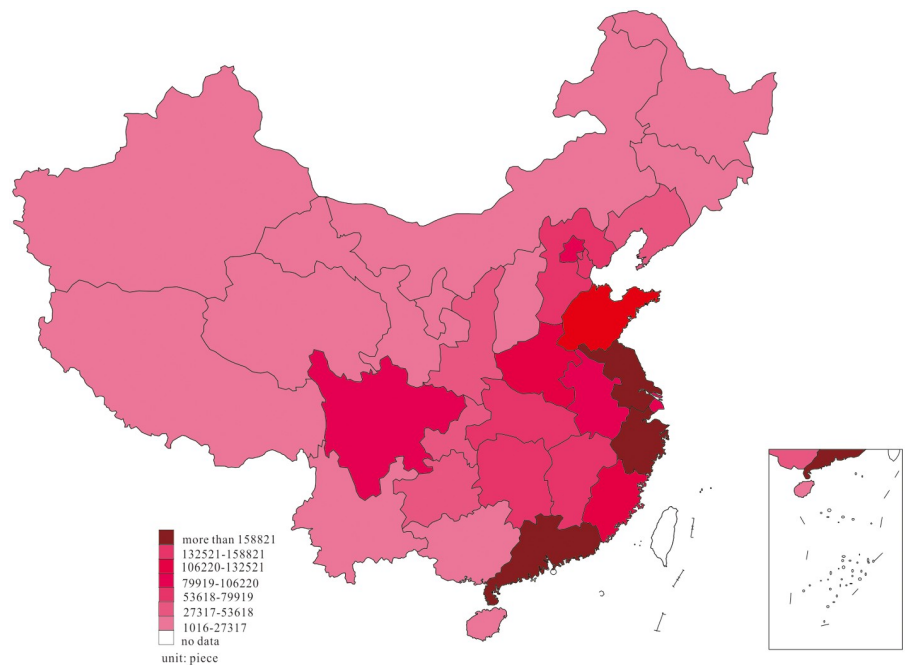 more than 158821
132521-158821
106220-132521
79919-106220
53618-79919
27317-53618
1016-27317
no data
unit: piece